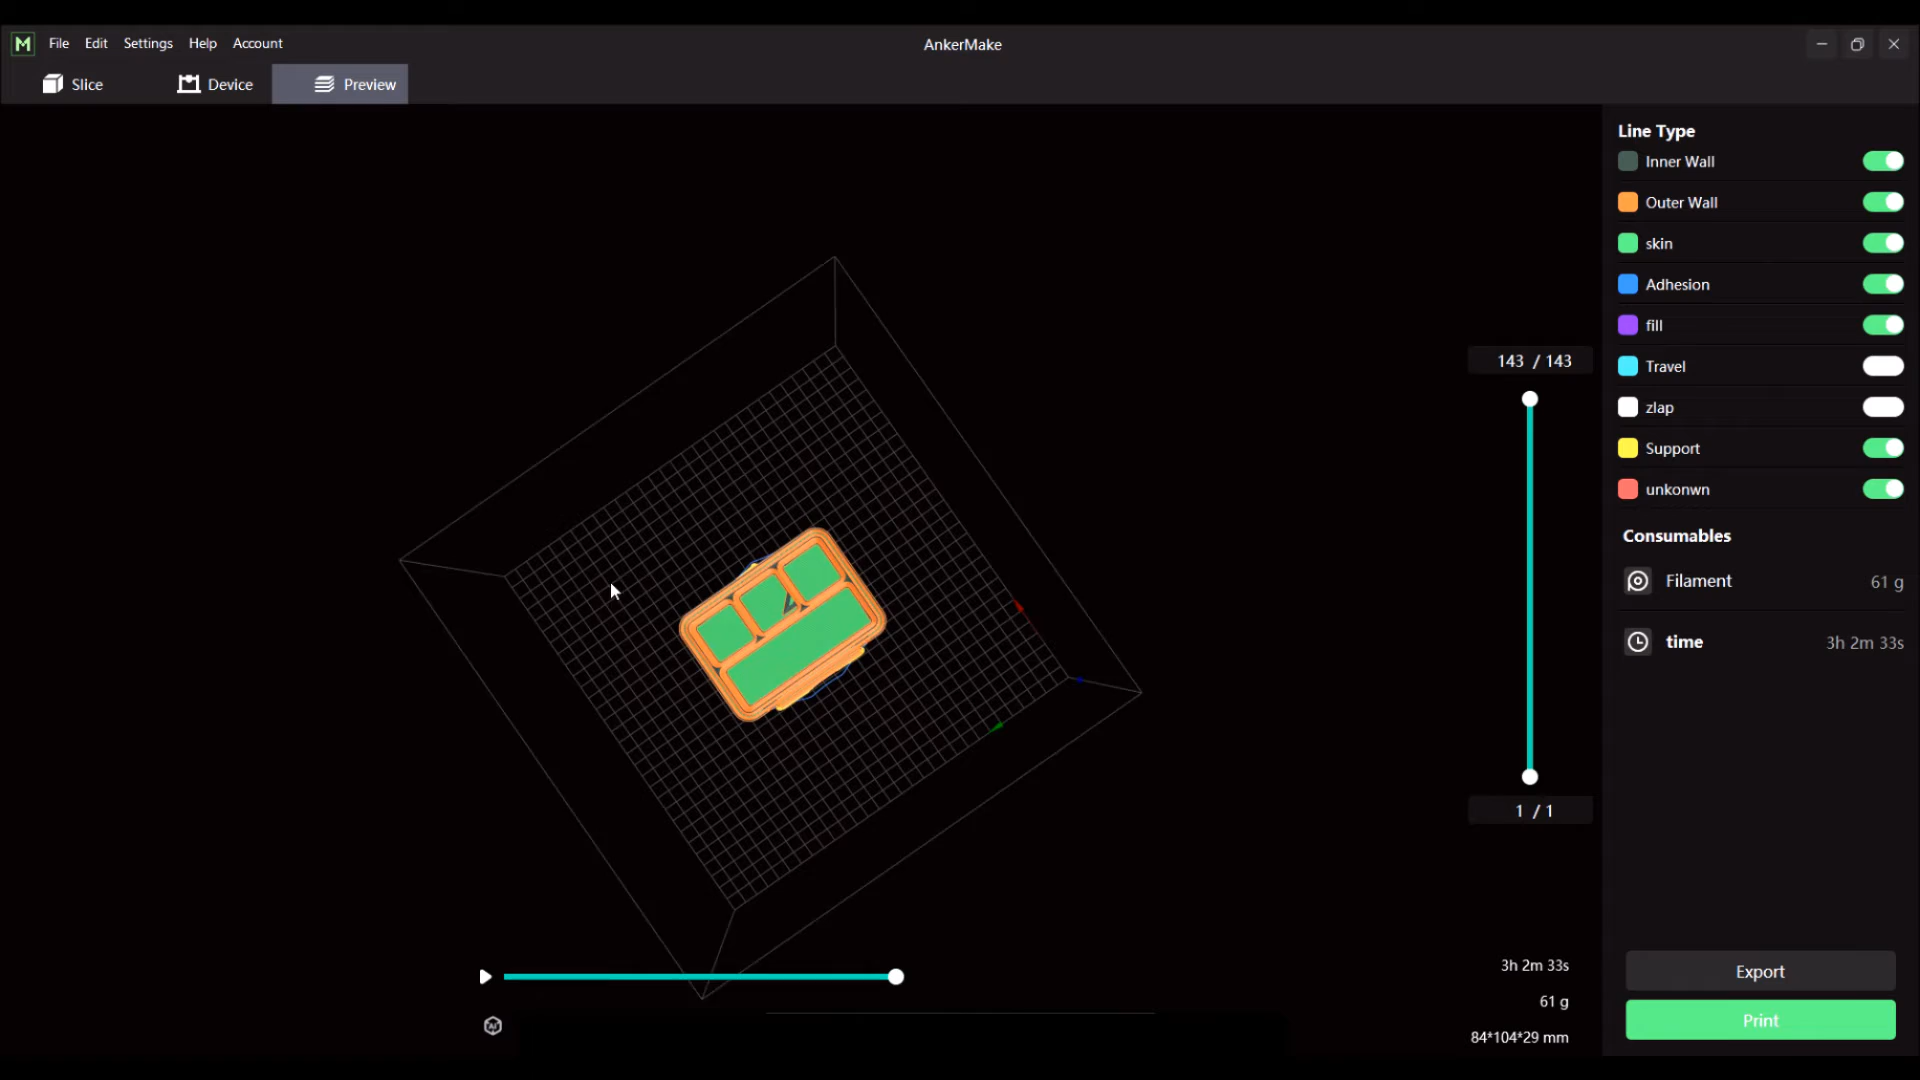 M File Edit Settings Help Account
AnkerMake
Slice
Device
Preview
Line Type
Inner Wall
Outer Wall
skin
Adhesion
fill
Travel
zlap
Support
unkonwn
Consumables
Filament 61 g
time 3h 2m 33s
143 / 143
1 / 1
3h 2m 33s
61 g
84*104*29 mm
AI
Export
Print